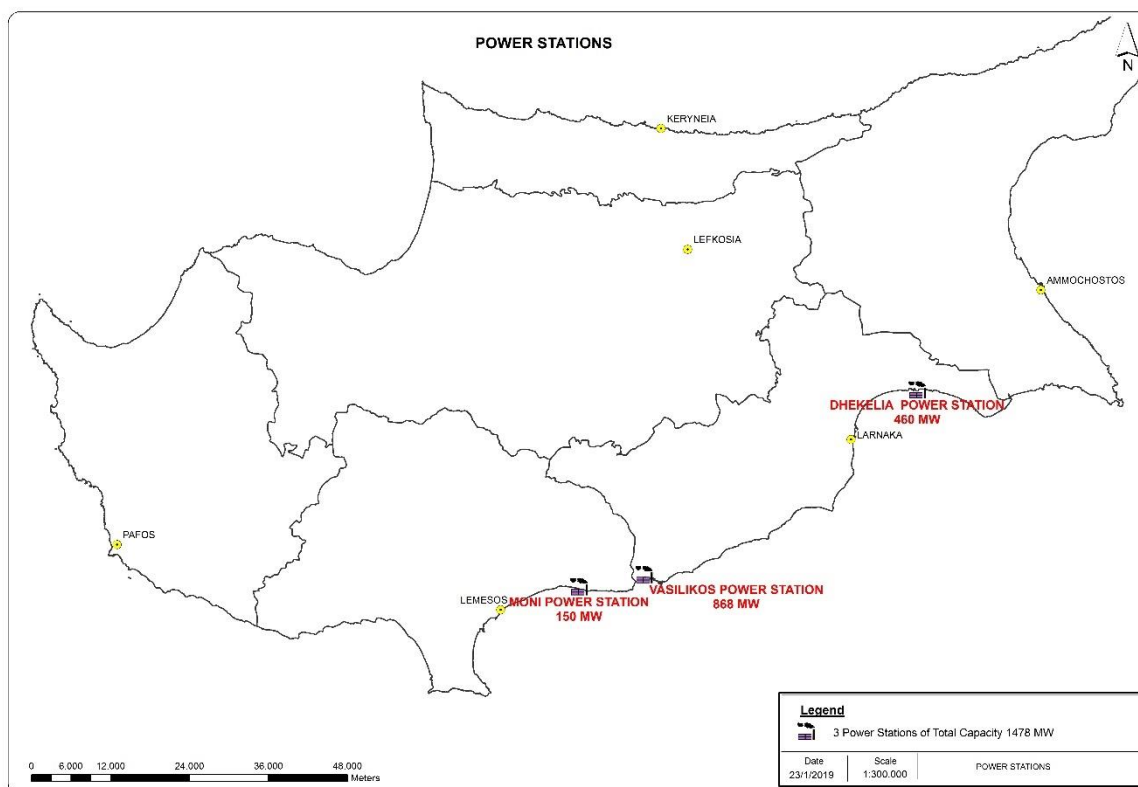 POWER STATIONS
N
KERYNEIA
LEFKOSIA
AMMOCHOSTOS
DHEKELIA POWER STATION
460 MW
LARNAKA
PAFOS
VASILIKOS POWER STATION
868 MW
LEMESOS
MONI POWER STATION
150 MW
Legend
3 Power Stations of Total Capacity 1478 MW
Date
23/1/2019
Scale
1:300.000
POWER STATIONS
0 6.000 12.000 24.000 36.000 48.000
Meters